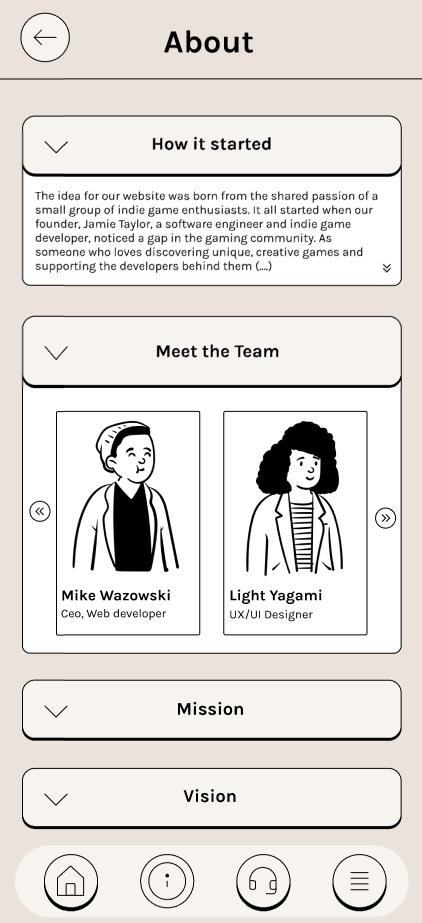 About
How it started
The idea for our website was born from the shared passion of a
small group of indie game enthusiasts. It all started when our
founder, Jamie Taylor, a software engineer and indie game
developer, noticed a gap in the gaming community. As
someone who loves discovering unique, creative games and
supporting the developers behind them (....)
Meet the Team
Mike Wazowski
Ceo, Web developer
Light Yagami
UX/UI Designer
Mission
Vision